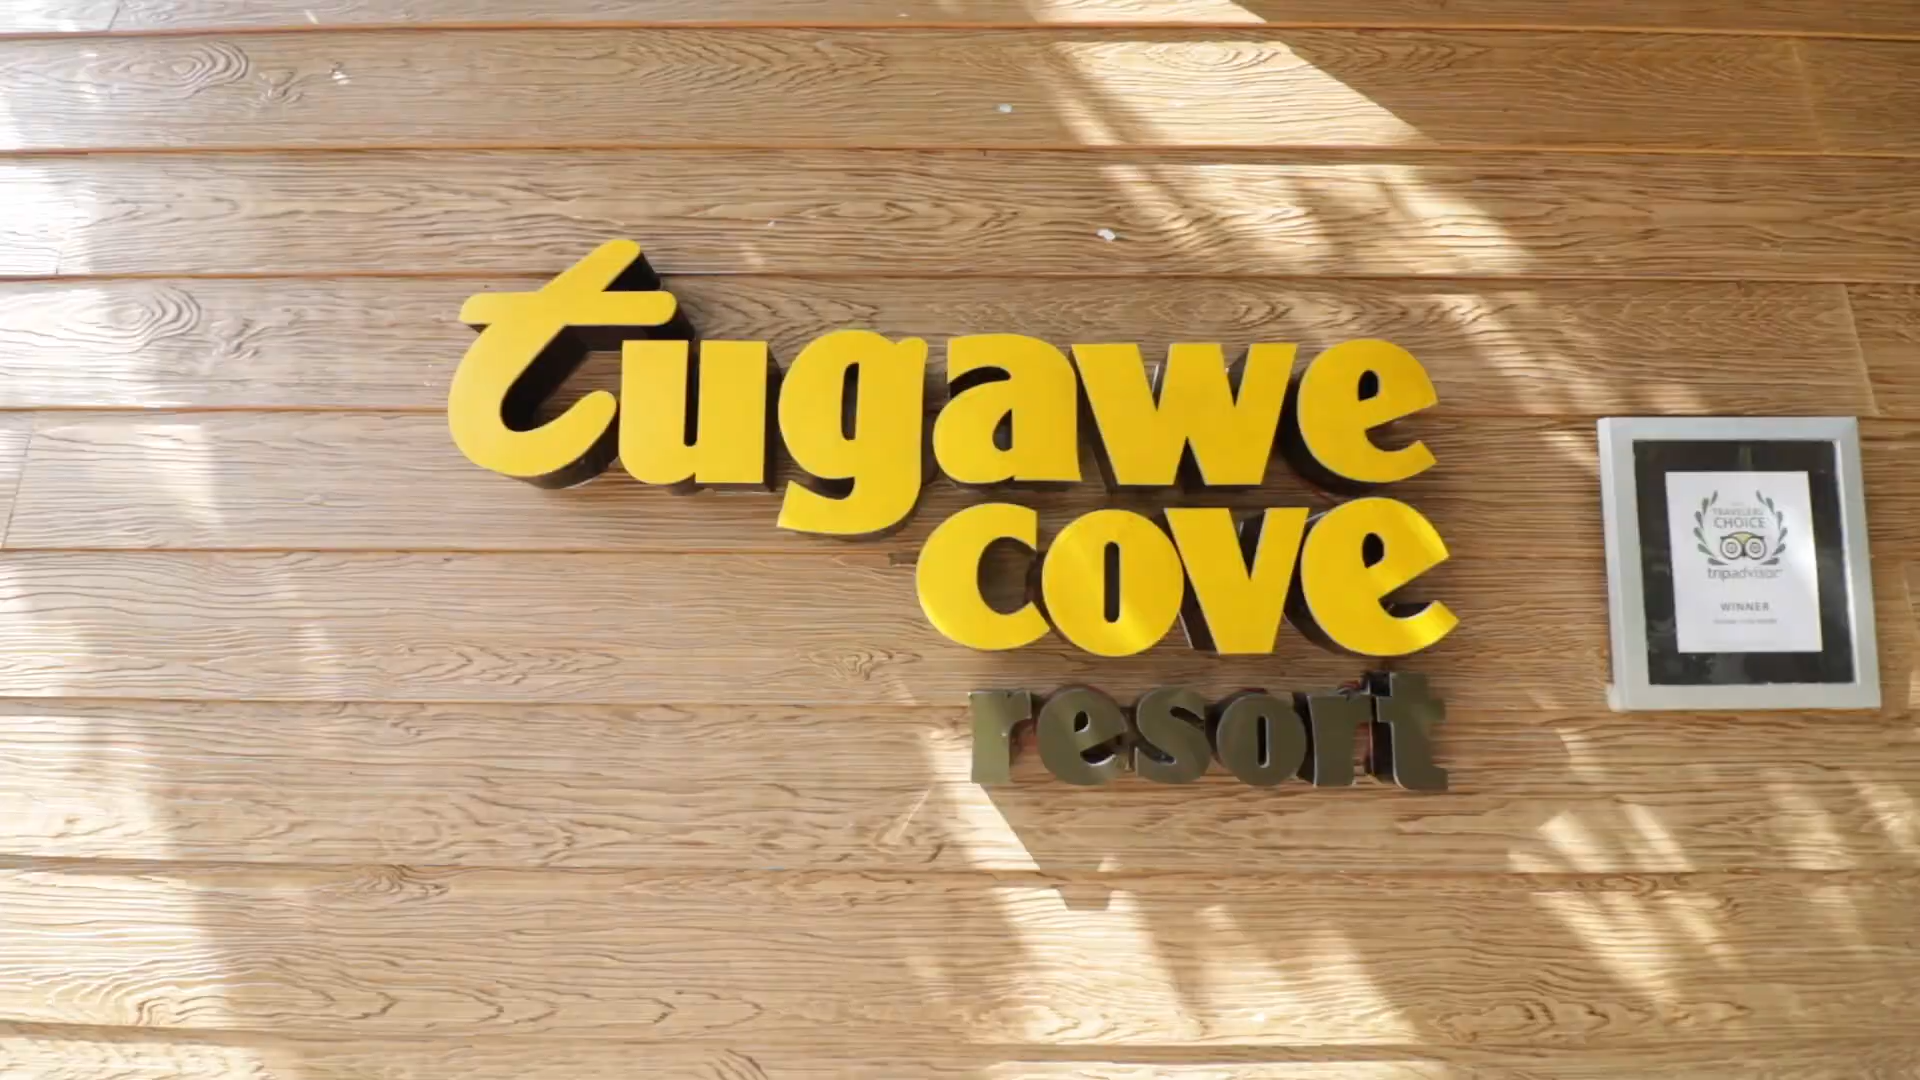 tugawe
cove
resort
TRAVELERS'
CHOICE
tripadvisor
WINNER